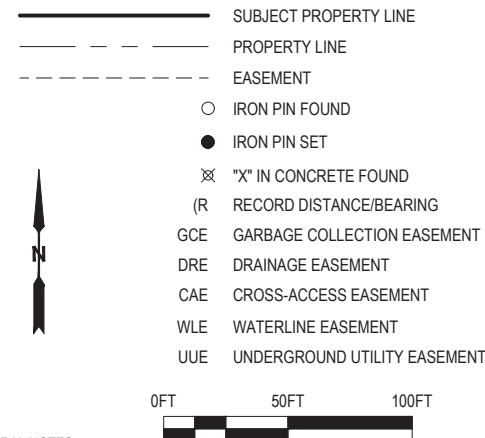 SUBJECT PROPERTY LINE
PROPERTY LINE
EASEMENT
IRON PIN FOUND
IRON PIN SET
"X" IN CONCRETE FOUND
(R RECORD DISTANCE/BEARING
GCE GARBAGE COLLECTION EASEMENT
DRE DRAINAGE EASEMENT
N
CAE CROSS-ACCESS EASEMENT
WLE WATERLINE EASEMENT
UUE UNDERGROUND UTILITY EASEMENT
0FT 50FT 100FT